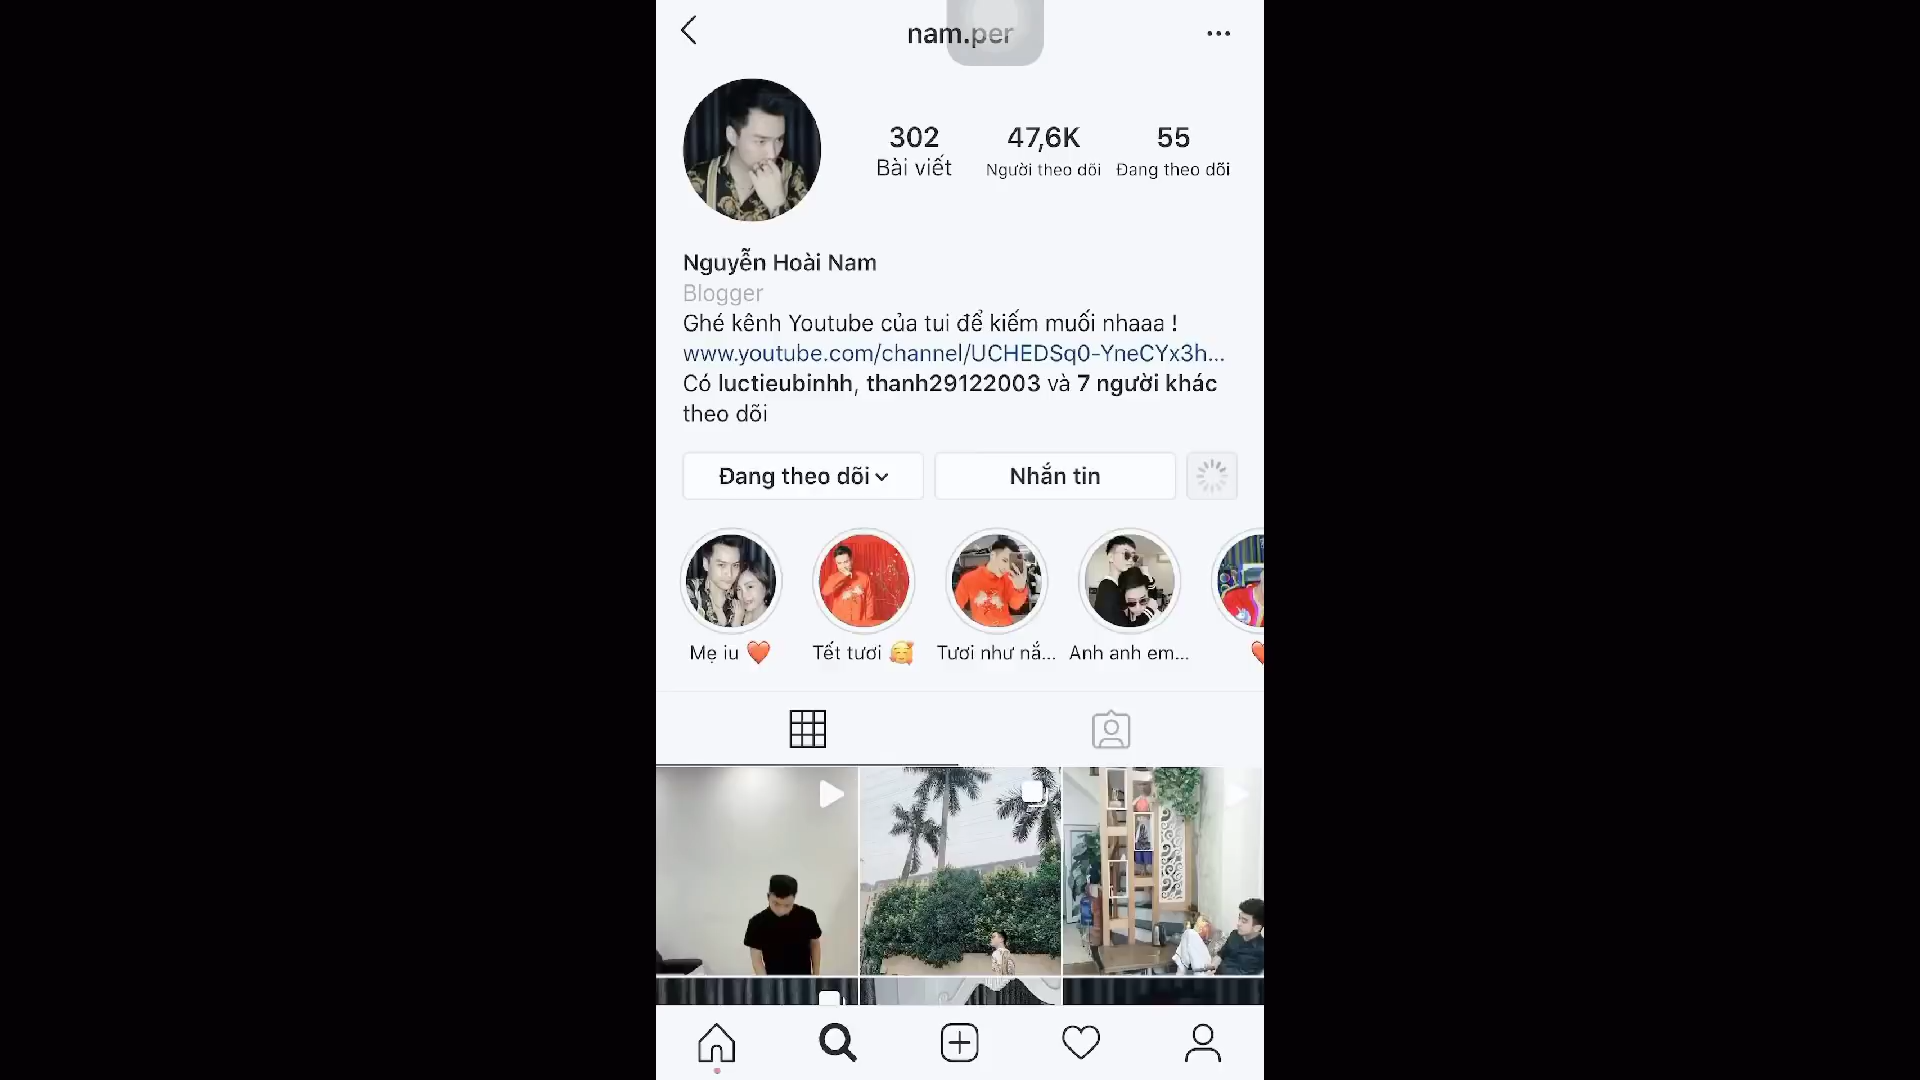 nam.per
302
Bài viết
47,6K
Người theo dõi
55
Đang theo dõi
Nguyễn Hoài Nam
Blogger
Ghé kênh Youtube của tui để kiếm muối nhaaa !
www.youtube.com/channel/UCHEDSq0-YneCYx3h...
Có luctieubinhh, thanh29122003 và 7 người khác
theo dõi
Đang theo dõi
Nhắn tin
Mẹ iu ❤️
Tết tươi 🥰
Tươi như nắ...
Anh anh em...
❤️